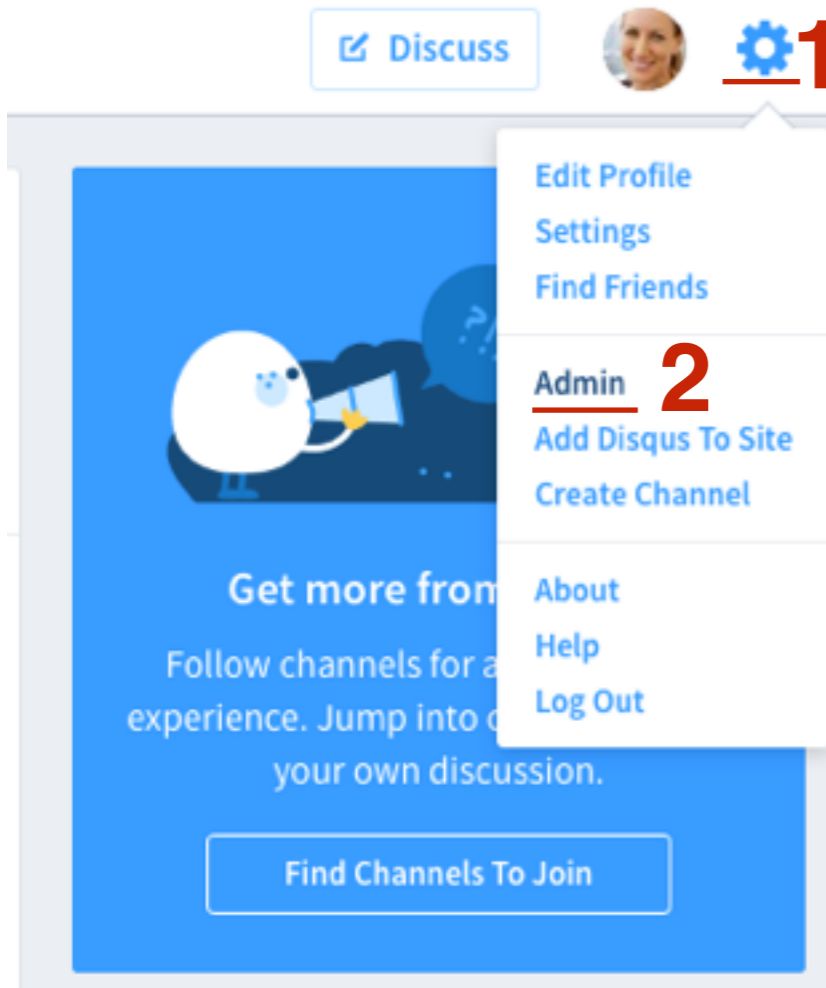 Discuss
1
Edit Profile
Settings
Find Friends
Admin 2
Add Disqus To Site
Create Channel
About
Help
Log Out
?!
Get more from
Follow channels for a
experience. Jump into
your own discussion.
Find Channels To Join